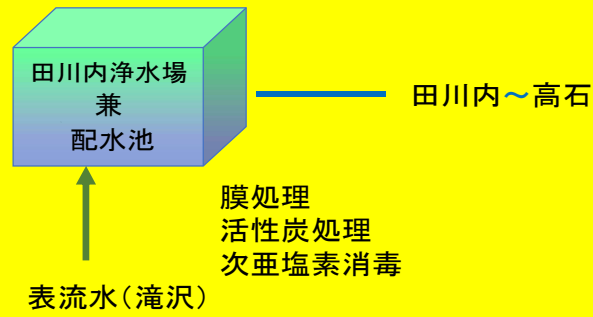 田川内浄水場
兼
配水池
田川内～高石
膜処理
活性炭処理
次亜塩素消毒
表流水(滝沢)